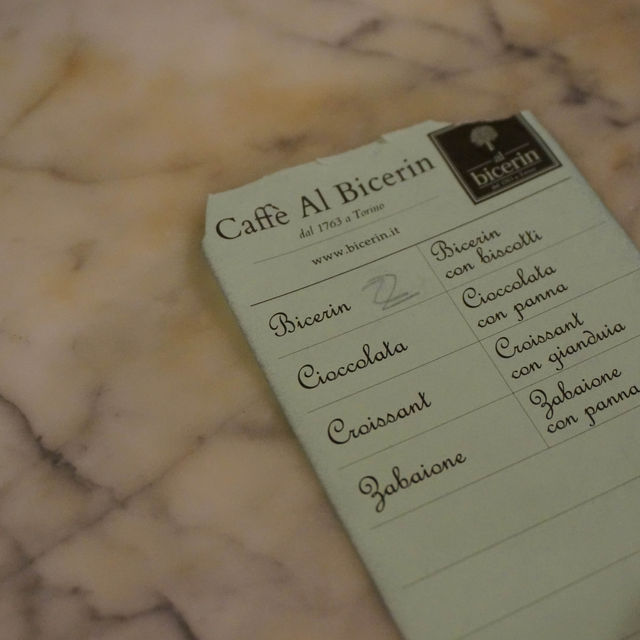 Caffè Al Bicerin
dal 1763 a Torino
www.bicerin.it
al
bicerin
Bicerin 2
Bicerin
con biscotti
Cioccolata
Cioccolata
con panna
Croissant
Croissant
con gianduia
Zabaione
Zabaione
con panna